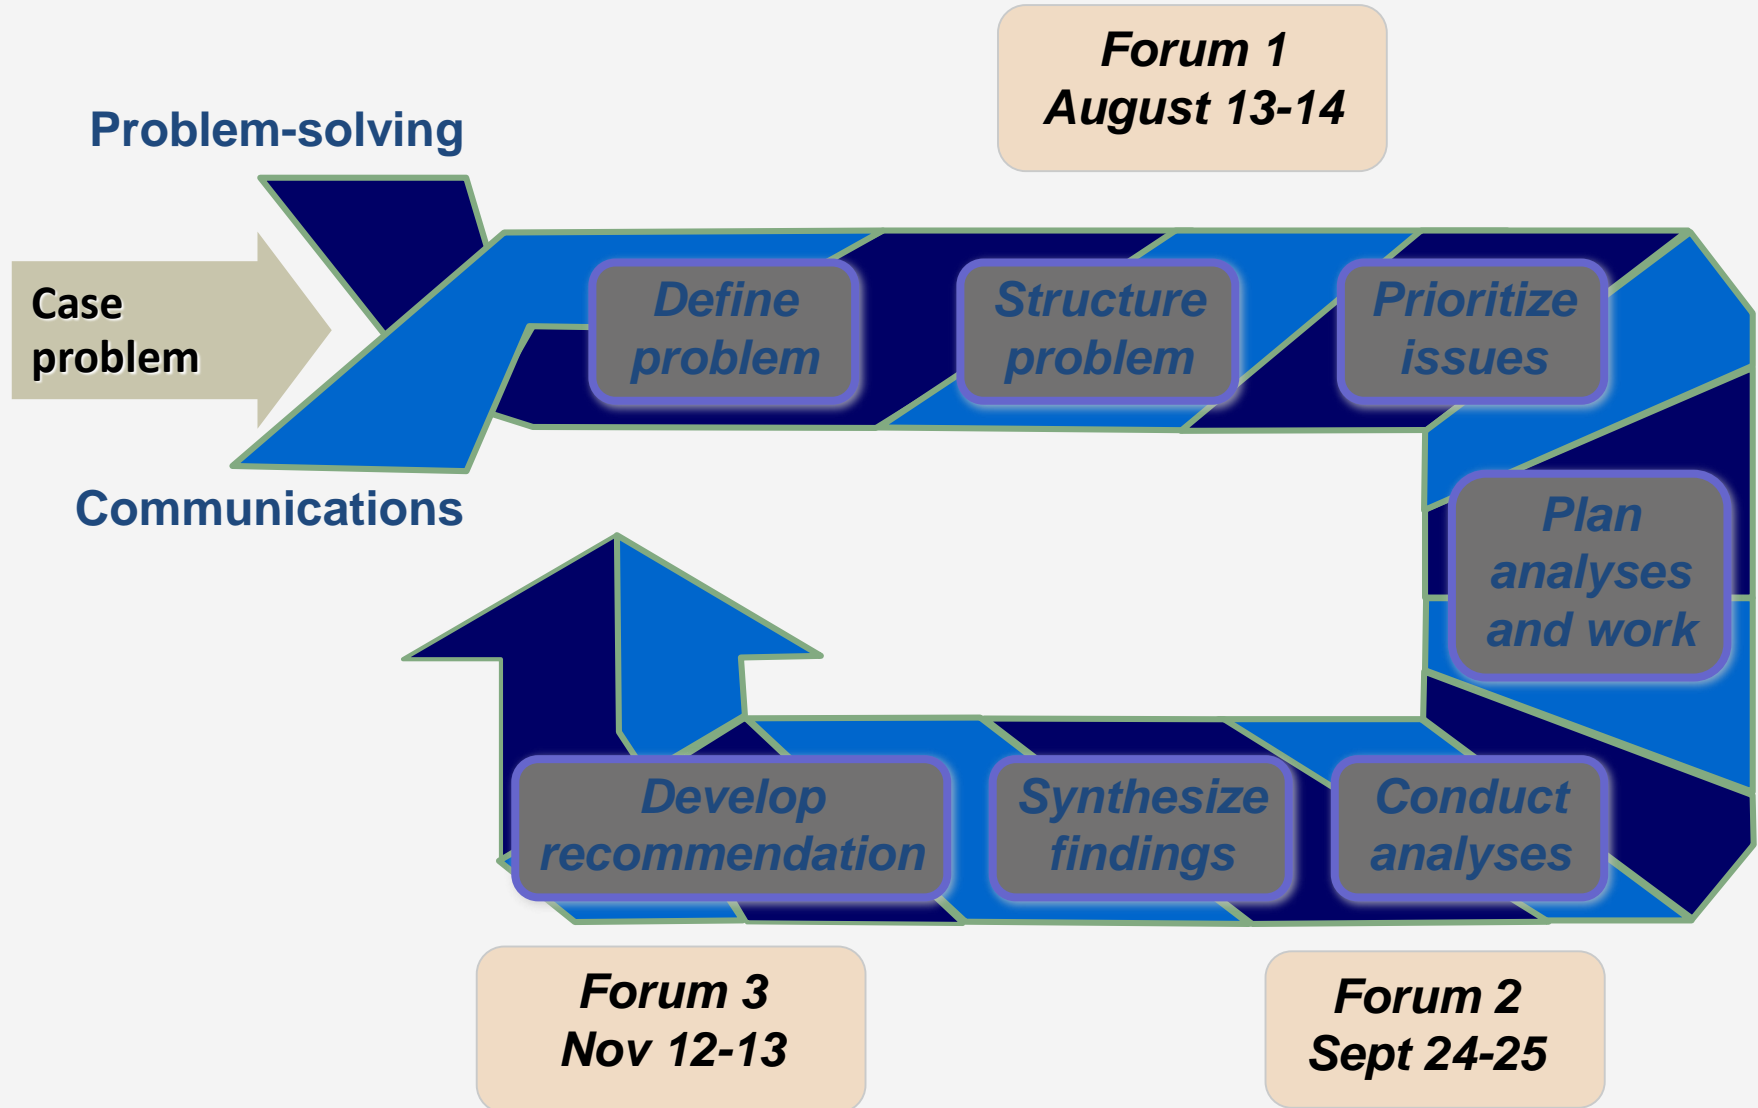 Forum 1
August 13-14
Problem-solving
Case
problem
Communications
Define
problem
Structure
problem
Prioritize
issues
Plan
analyses
and work
Conduct
analyses
Synthesize
findings
Develop
recommendation
Forum 3
Nov 12-13
Forum 2
Sept 24-25